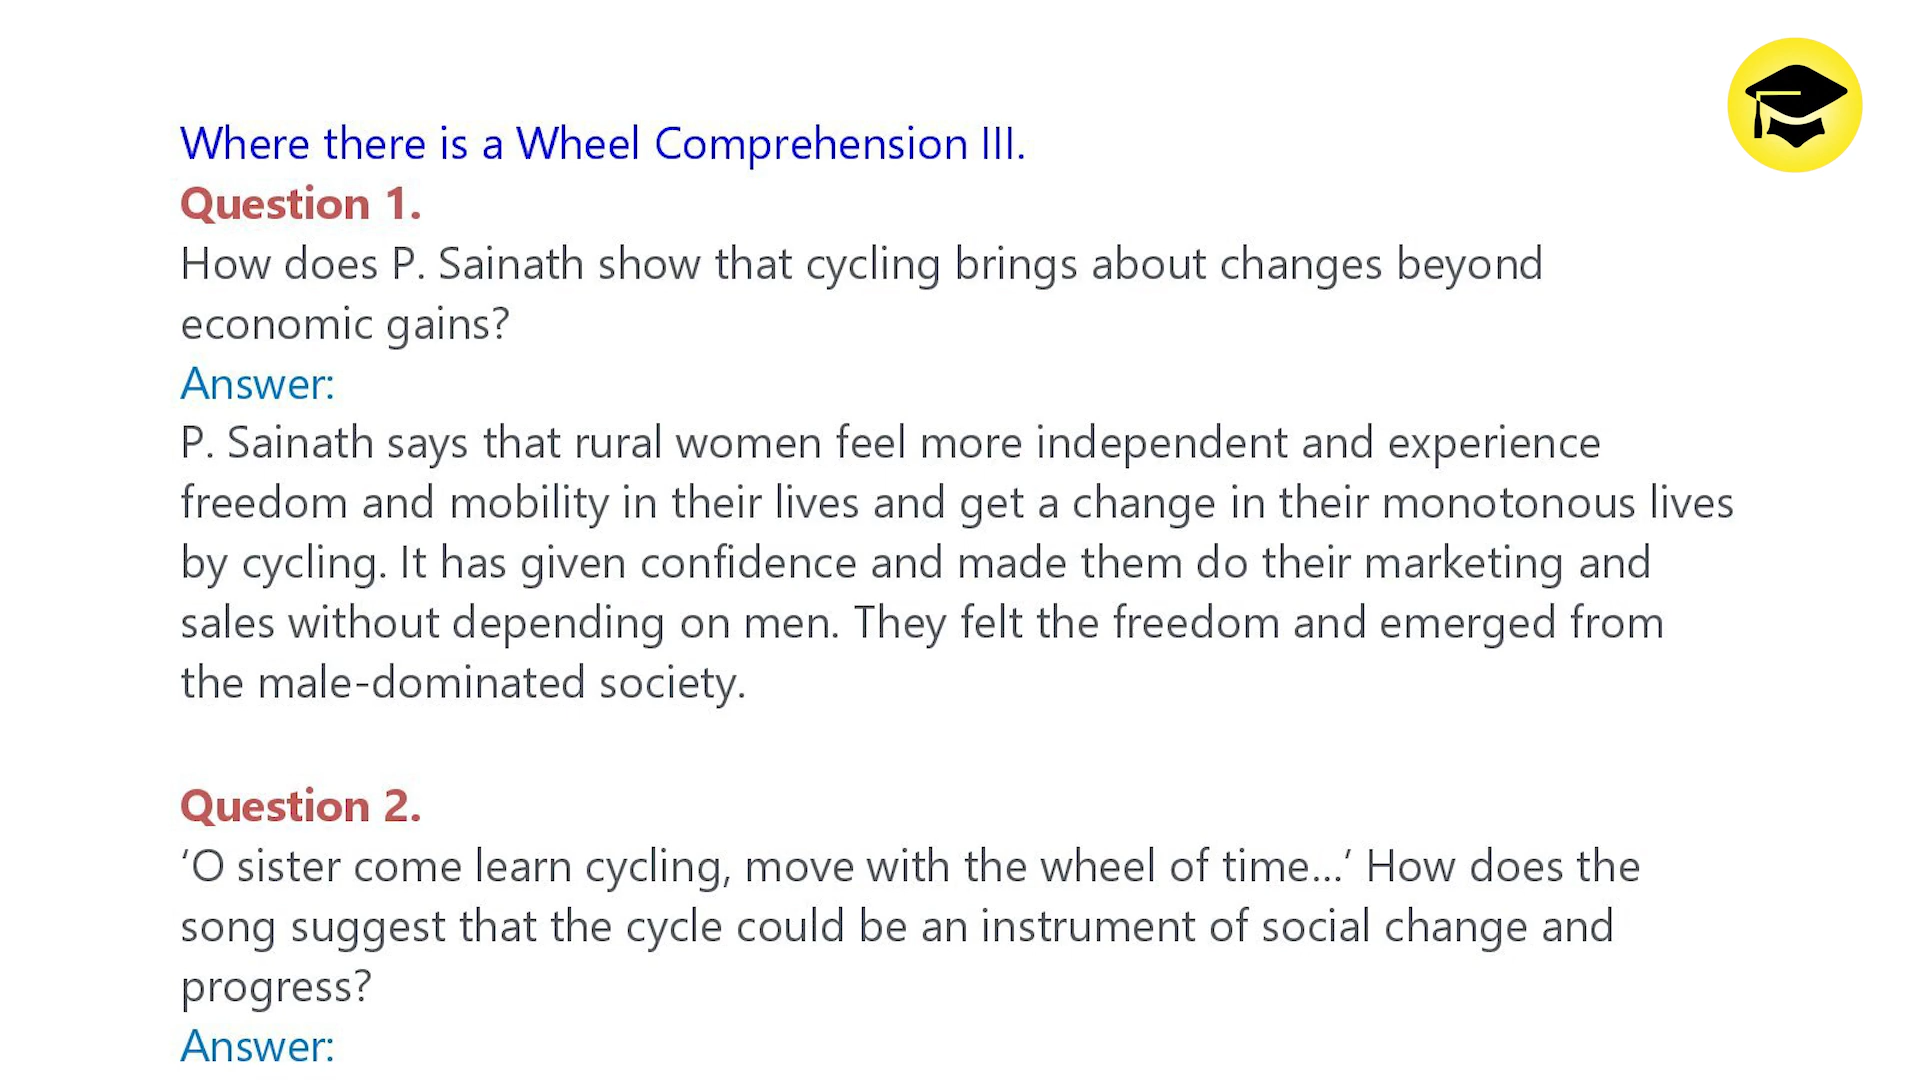 Where there is a Wheel Comprehension III.
Question 1.
How does P. Sainath show that cycling brings about changes beyond
economic gains?
Answer:
P. Sainath says that rural women feel more independent and experience
freedom and mobility in their lives and get a change in their monotonous lives
by cycling. It has given confidence and made them do their marketing and
sales without depending on men. They felt the freedom and emerged from
the male-dominated society.
Question 2.
‘O sister come learn cycling, move with the wheel of time...’ How does the
song suggest that the cycle could be an instrument of social change and
progress?
Answer: